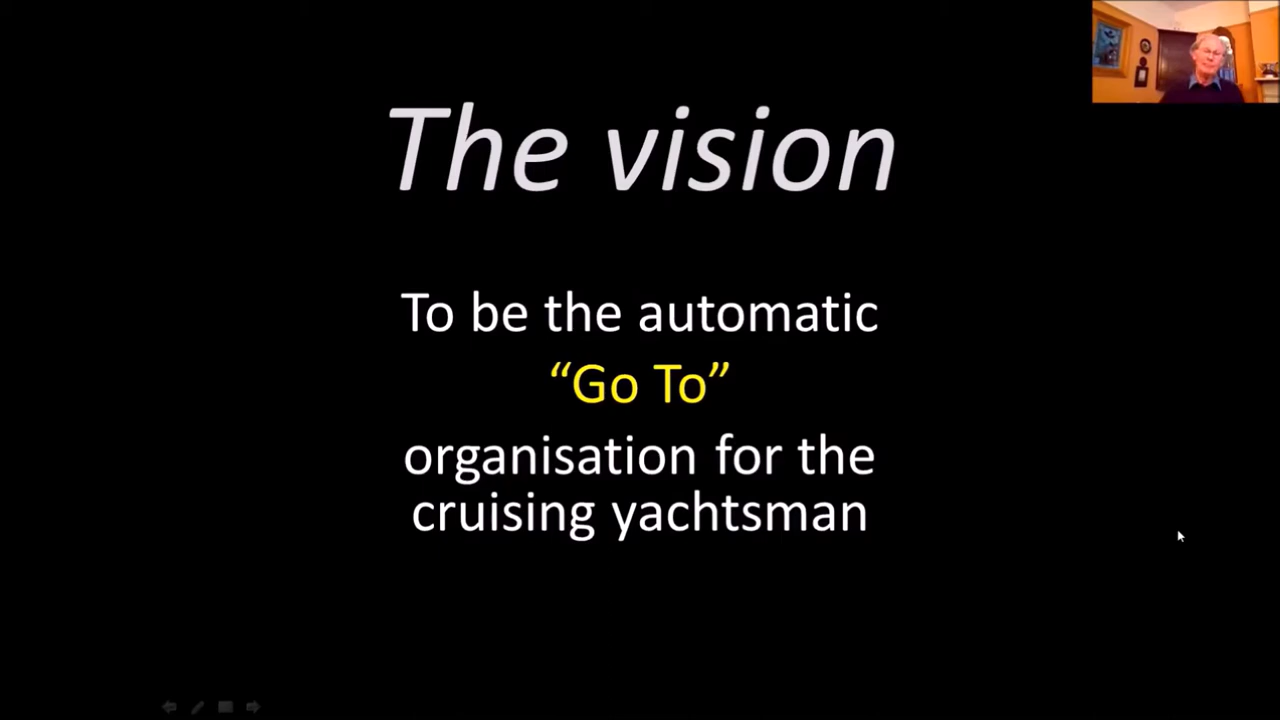 The vision
To be the automatic
“Go To”
organisation for the
cruising yachtsman